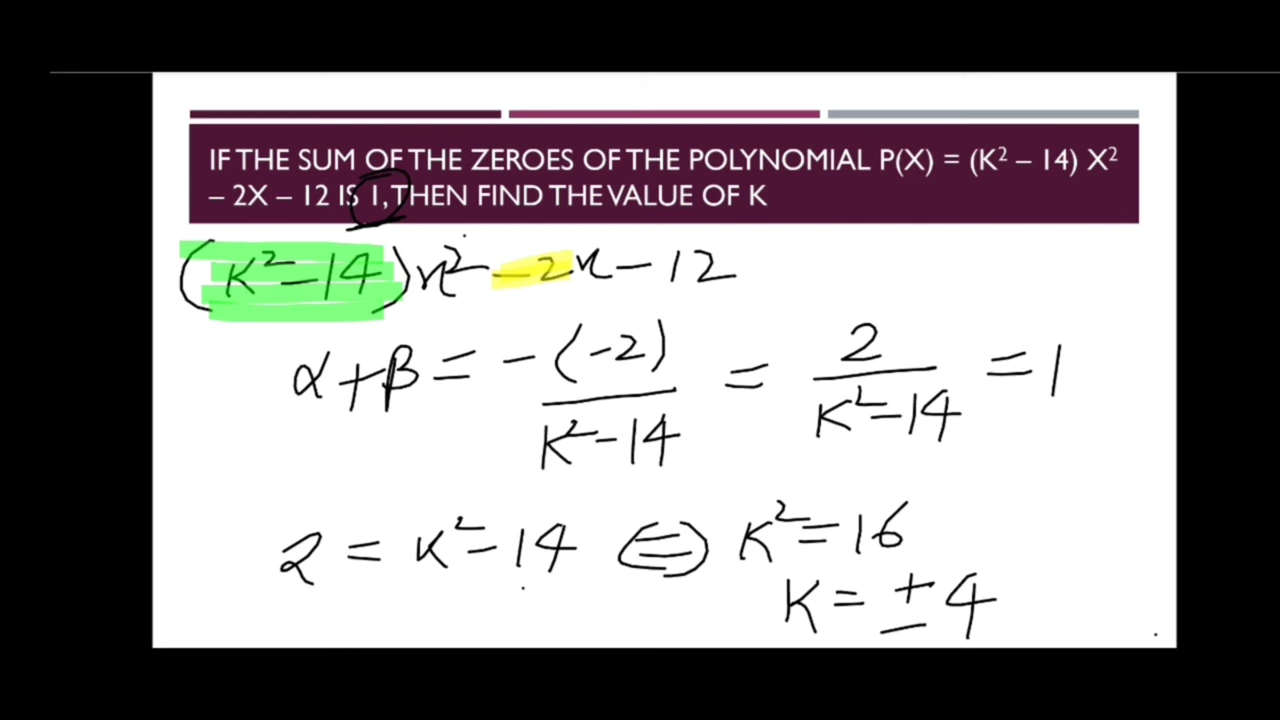 IF THE SUM OF THE ZEROES OF THE POLYNOMIAL P(X) = (K² – 14) X²
– 2X – 12 IS 1, THEN FIND THE VALUE OF K
(K²-14)x²-2x-12
α+β = -(-2)/K²-14 = 2/K²-14 = 1
2 = K²-14 ⇔ K²=16
K = ±4